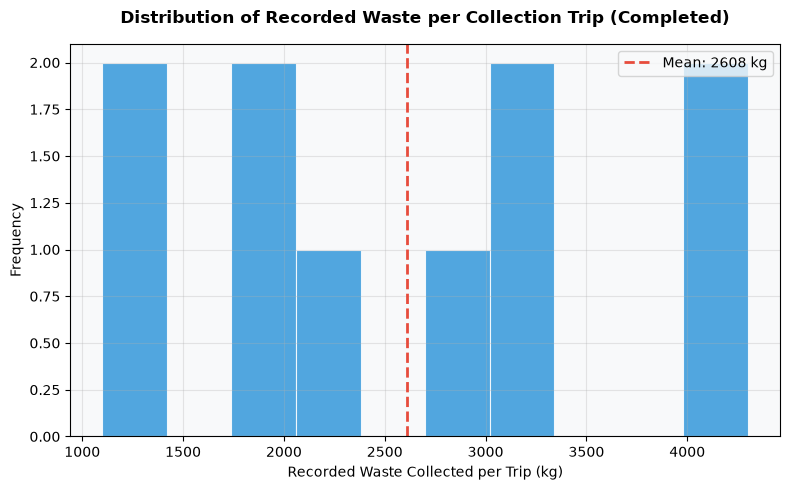 Distribution of Recorded Waste per Collection Trip (Completed)
Mean: 2608 kg
2.00
1.75
1.50
1.25
1.00
0.75
0.50
0.25
0.00
Frequency
1000 1500 2000 2500 3000 3500 4000
Recorded Waste Collected per Trip (kg)